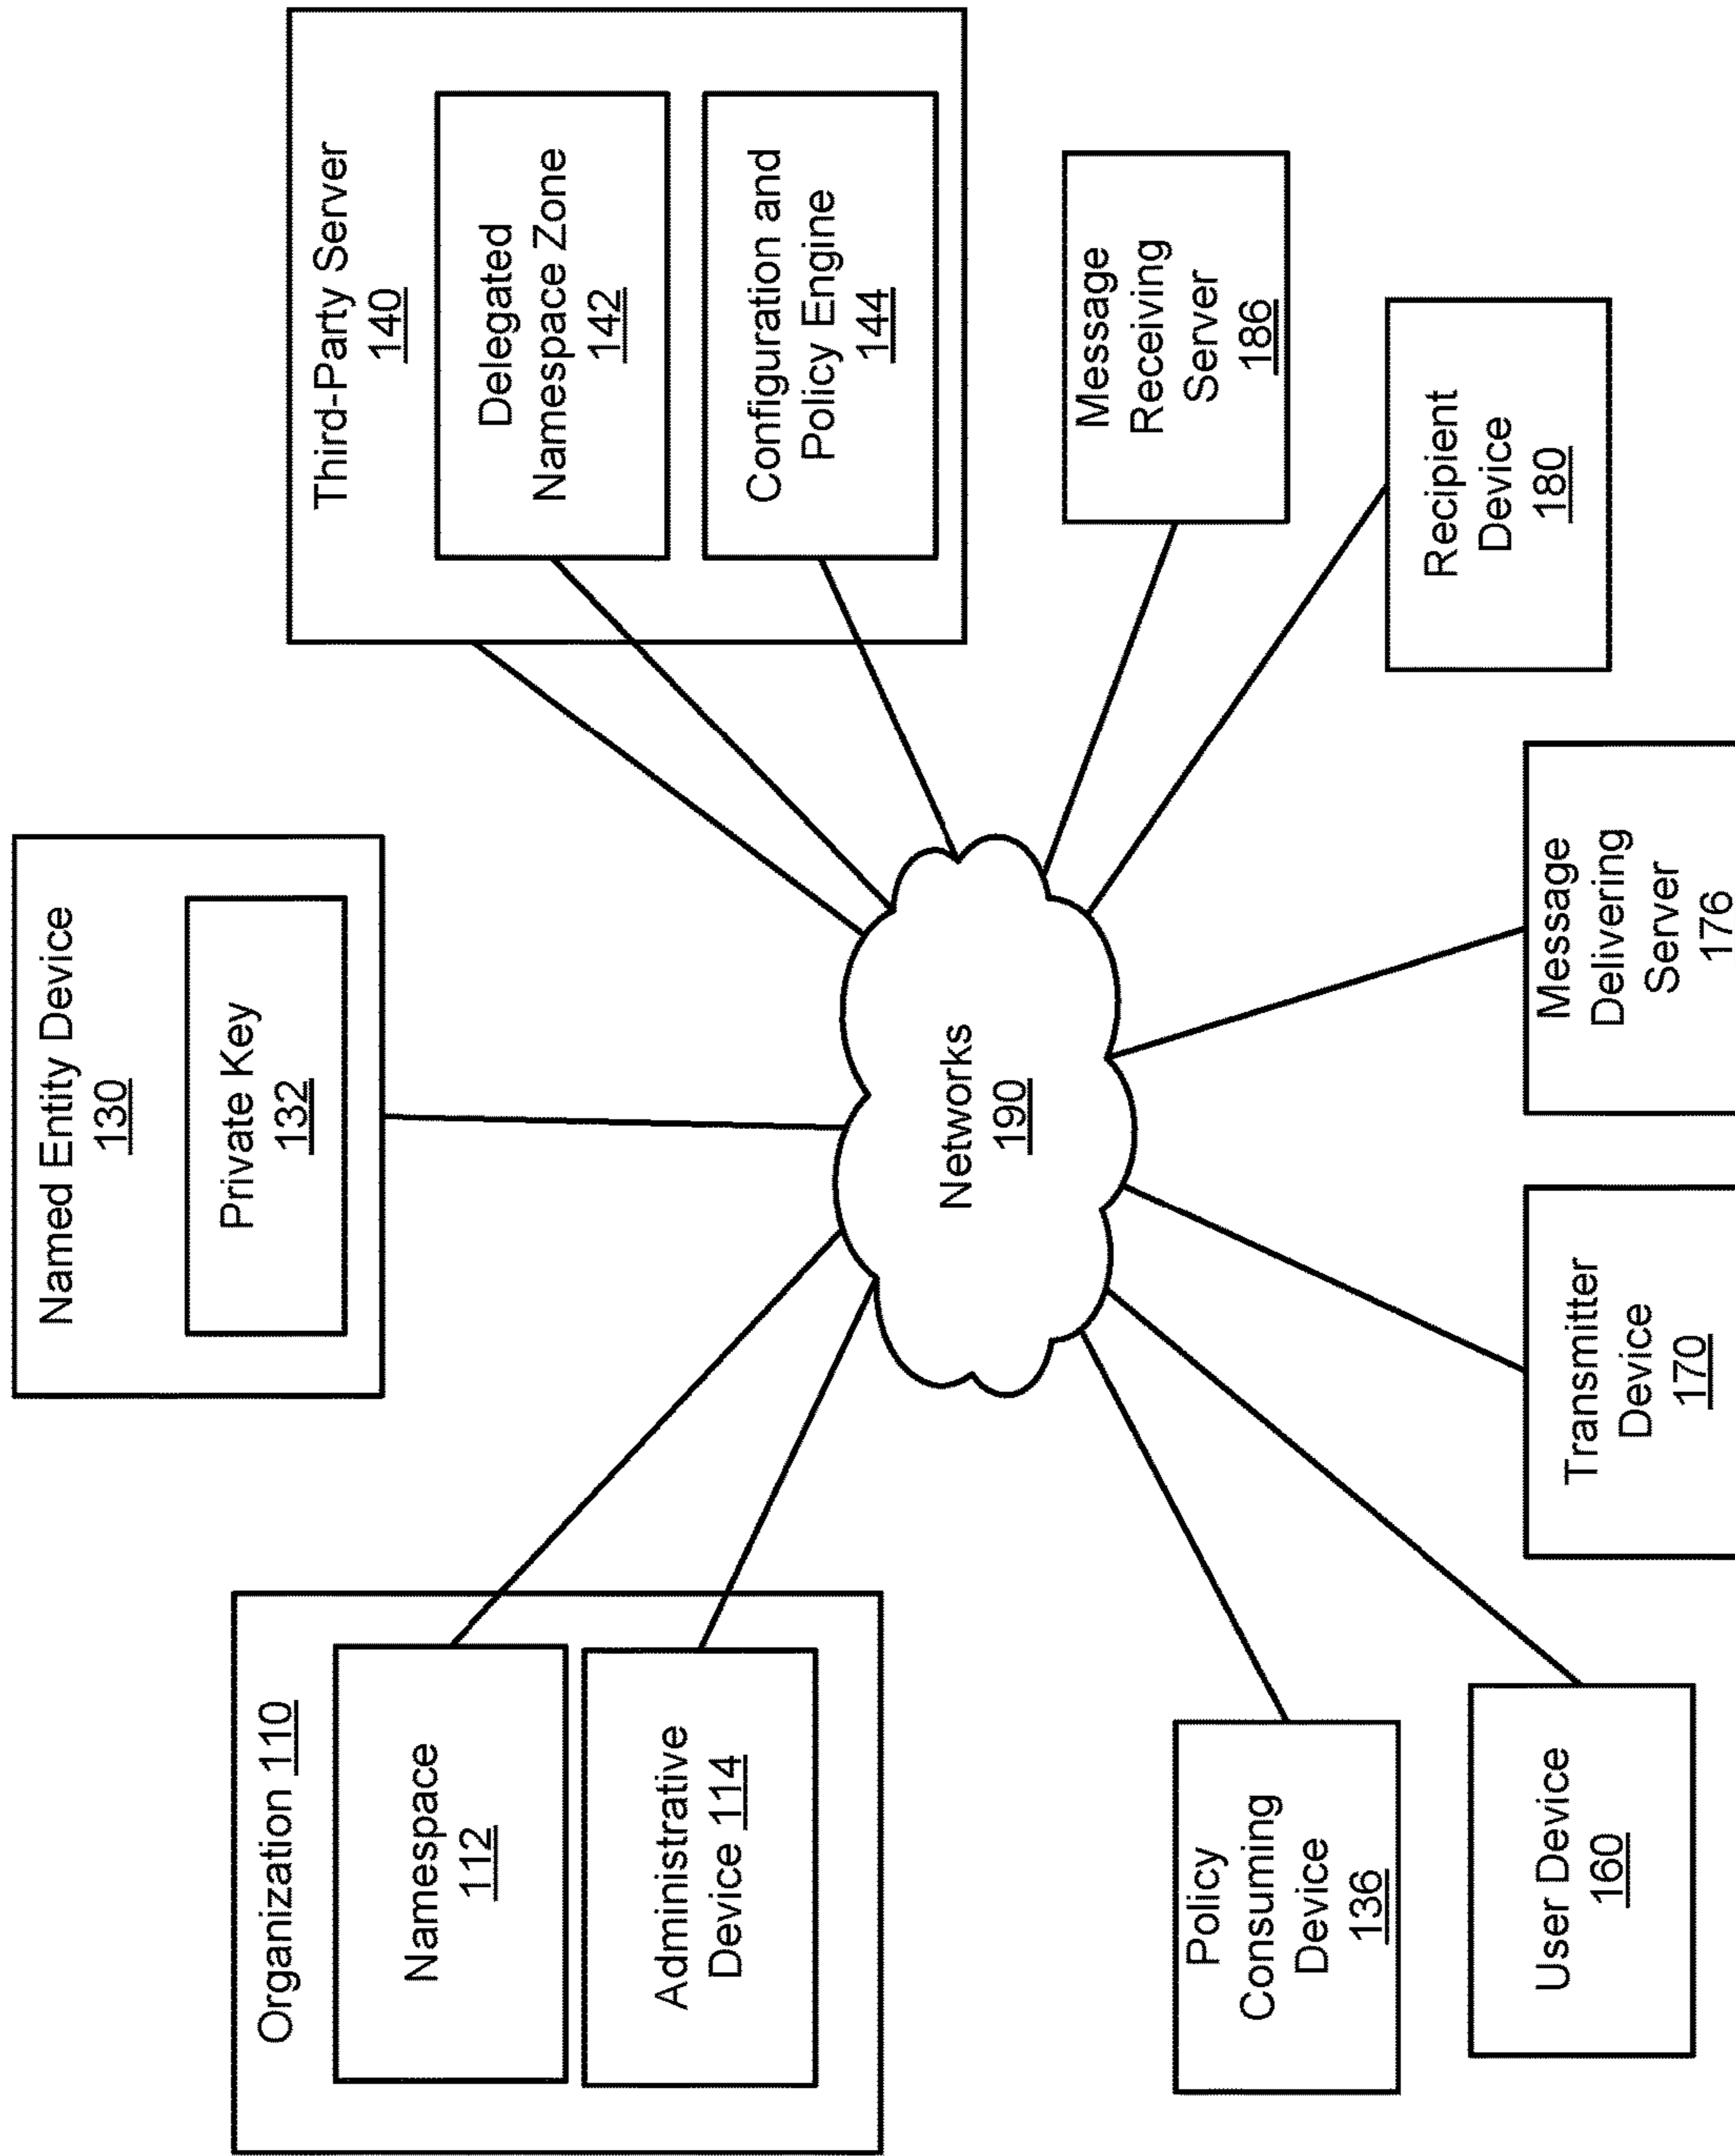 Organization 110
Namespace
112
Administrative
Device 114
Named Entity Device
130
Private Key
132
Third-Party Server
140
Delegated
Namespace Zone
142
Configuration and
Policy Engine
144
Networks
190
Policy
Consuming
Device
136
User Device
160
Transmitter
Device
170
Message
Delivering
Server
176
Recipient
Device
180
Message
Receiving
Server
186